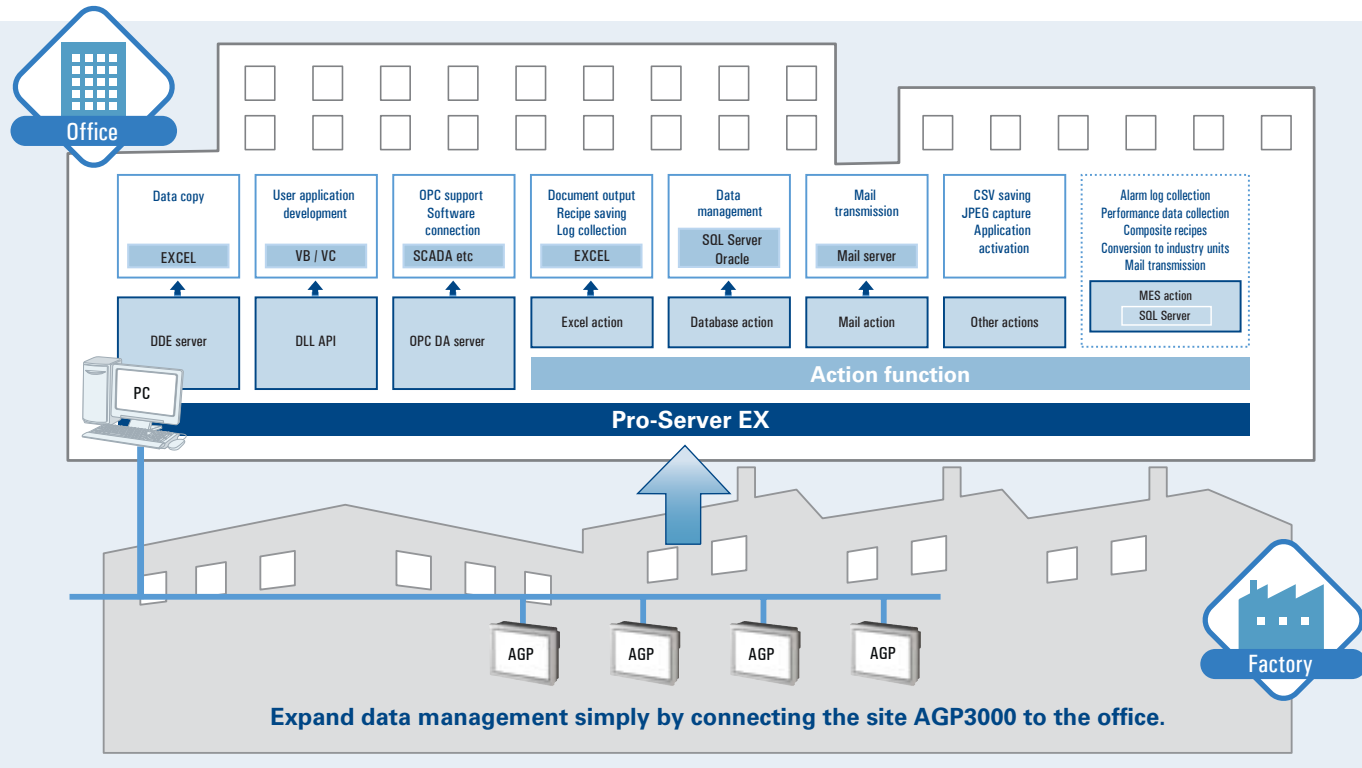 Office
Data copy
EXCEL
User application
development
VB / VC
OPC support
Software
connection
SCADA etc
Document output
Recipe saving
Log collection
EXCEL
Data
management
SQL Server
Oracle
Mail
transmission
Mail server
CSV saving
JPEG capture
Application
activation
Alarm log collection
Performance data collection
Composite recipes
Conversion to industry units
Mail transmission
MES action
SQL Server
DDE server
DLL API
OPC DA server
Excel action
Database action
Mail action
Other actions
Action function
PC
Pro-Server EX
AGP
AGP
AGP
AGP
Factory
Expand data management simply by connecting the site AGP3000 to the office.